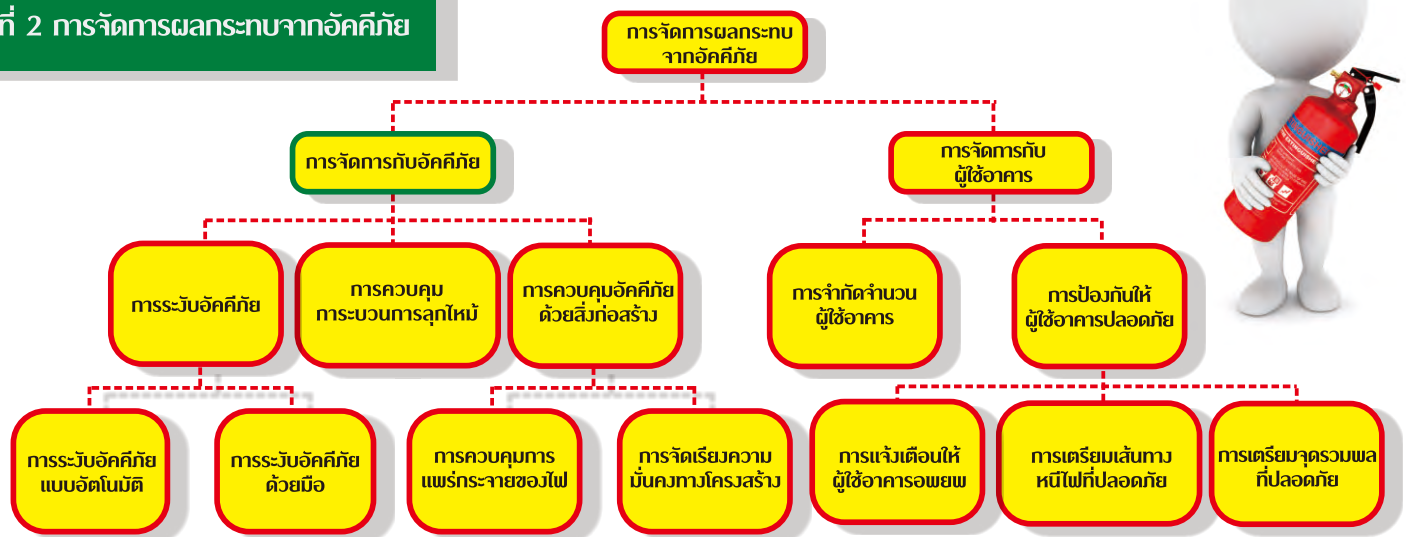 ที่ 2 การจัดการผลกระทบจากอัคคีภัย
การจัดการผลกระทบ
จากอัคคีภัย
การจัดการกับอัคคีภัย
การจัดการกับ
ผู้ใช้อาคาร
การระงับอัคคีภัย
การควบคุม
การะบวนการลุกไหม้
การควบคุมอัคคีภัย
ด้วยสิ่งก่อสร้าง
การจำกัดจำนวน
ผู้ใช้อาคาร
การป้องกันให้
ผู้ใช้อาคารปลอดภัย
การระงับอัคคีภัย
แบบอัตโนมัติ
การระงับอัคคีภัย
ด้วยมือ
การควบคุมการ
แพร่กระจายของไฟ
การจัดเรียงความ
มั่นคงทางโครงสร้าง
การแจ้งเตือนให้
ผู้ใช้อาคารอพยพ
การเตรียมเส้นทาง
หนีไฟที่ปลอดภัย
การเตรียมจุดรวมพล
ที่ปลอดภัย